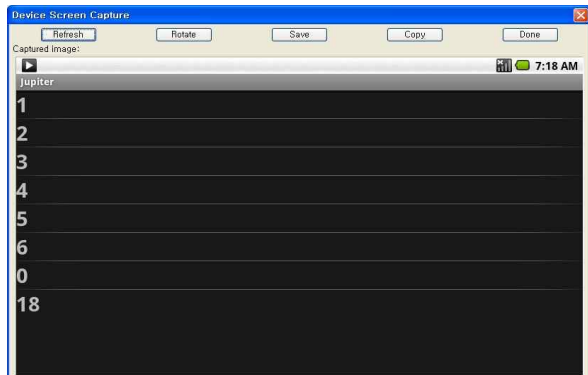 Device Screen Capture
Refresh Rotate Save Copy Done
Captured image:
7:18 AM
Jupiter
1
2
3
4
5
6
0
18